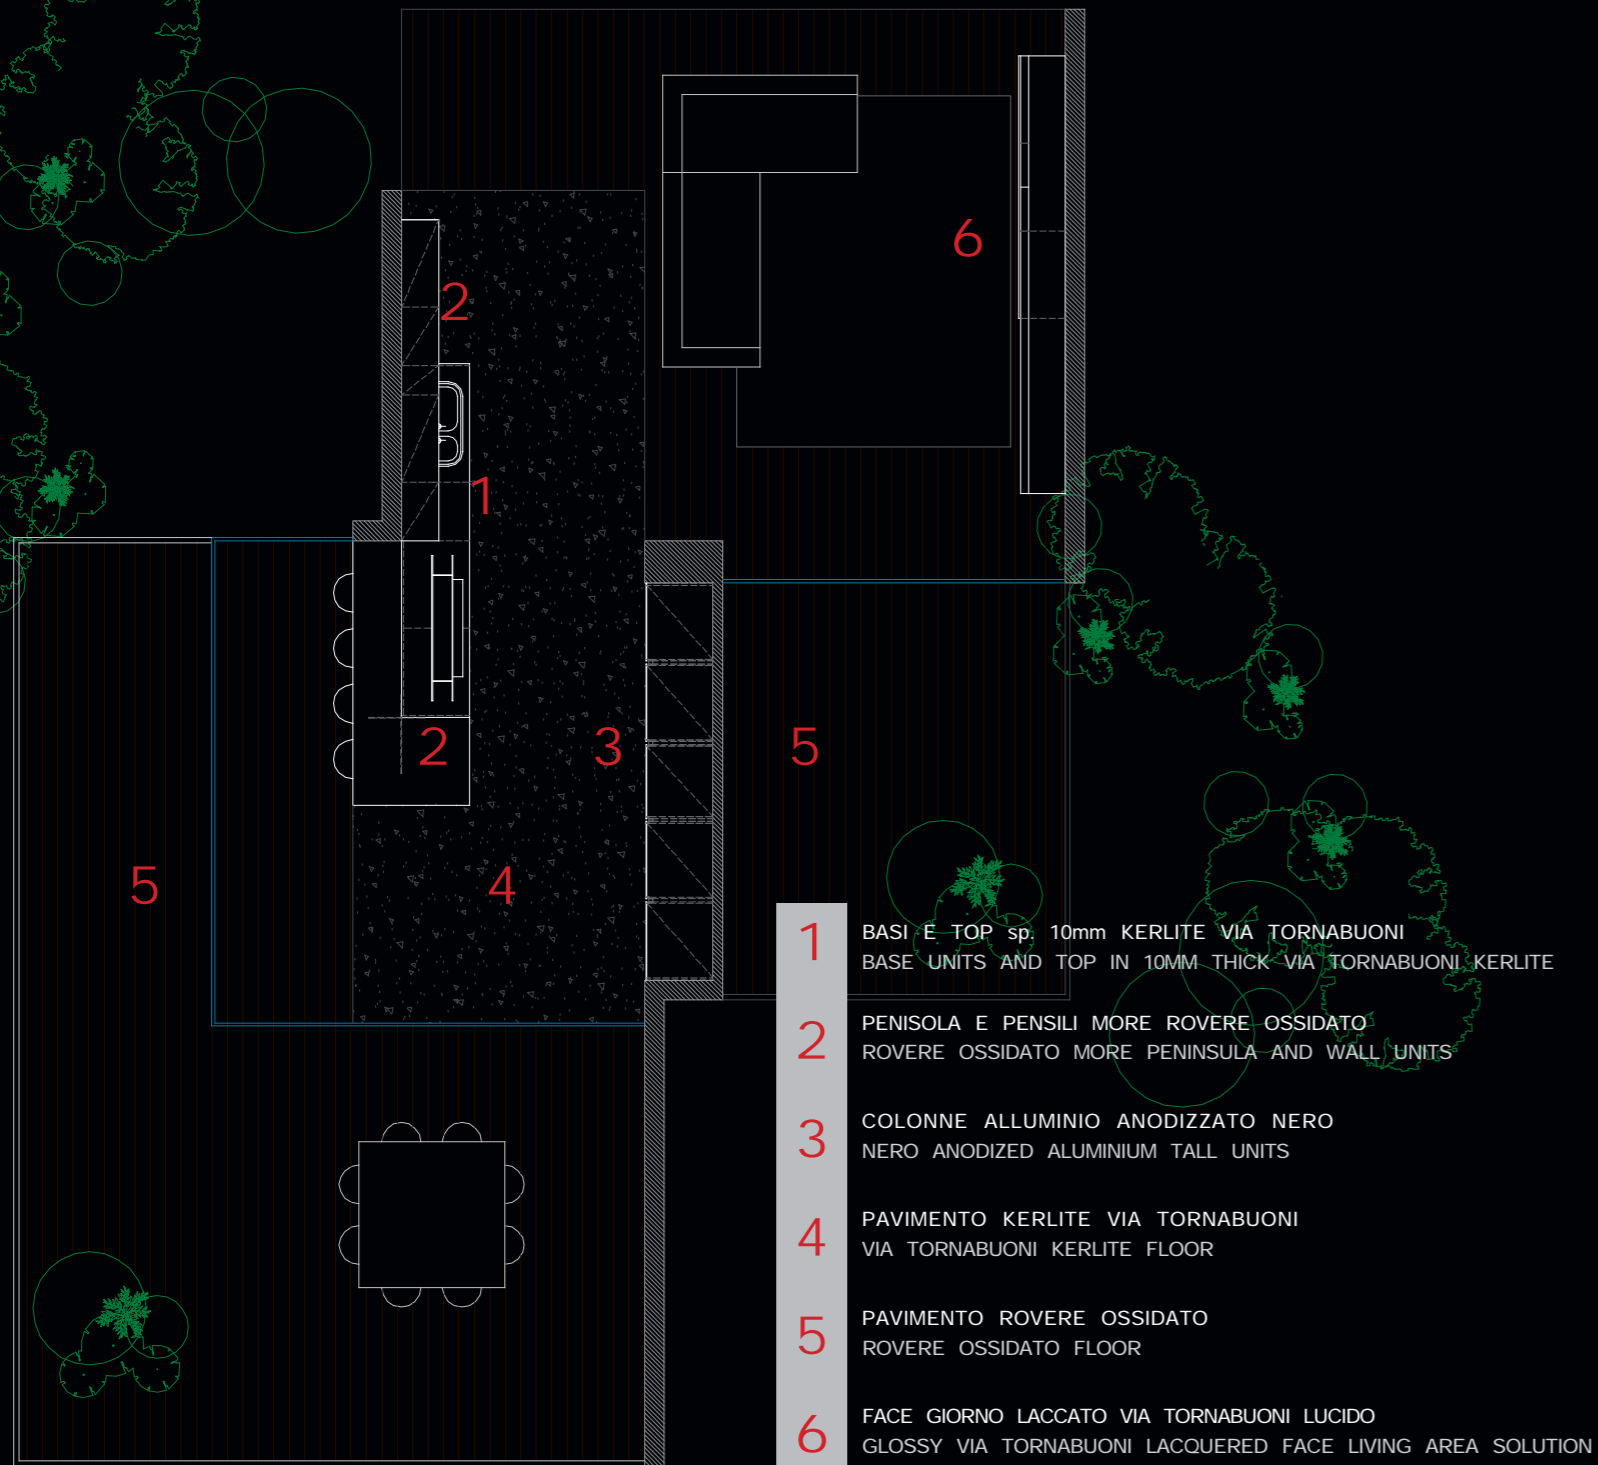 6
2
1
2
3
5
5
4
1 BASI E TOP sp. 10mm KERLITE VIA TORNABUONI
BASE UNITS AND TOP IN 10MM THICK VIA TORNABUONI KERLITE
2 PENISOLA E PENSILI MORE ROVERE OSSIDATO
ROVERE OSSIDATO MORE PENINSULA AND WALL UNITS
3 COLONNE ALLUMINIO ANODIZZATO NERO
NERO ANODIZED ALUMINIUM TALL UNITS
4 PAVIMENTO KERLITE VIA TORNABUONI
VIA TORNABUONI KERLITE FLOOR
5 PAVIMENTO ROVERE OSSIDATO
ROVERE OSSIDATO FLOOR
6 FACE GIORNO LACCATO VIA TORNABUONI LUCIDO
GLOSSY VIA TORNABUONI LACQUERED FACE LIVING AREA SOLUTION